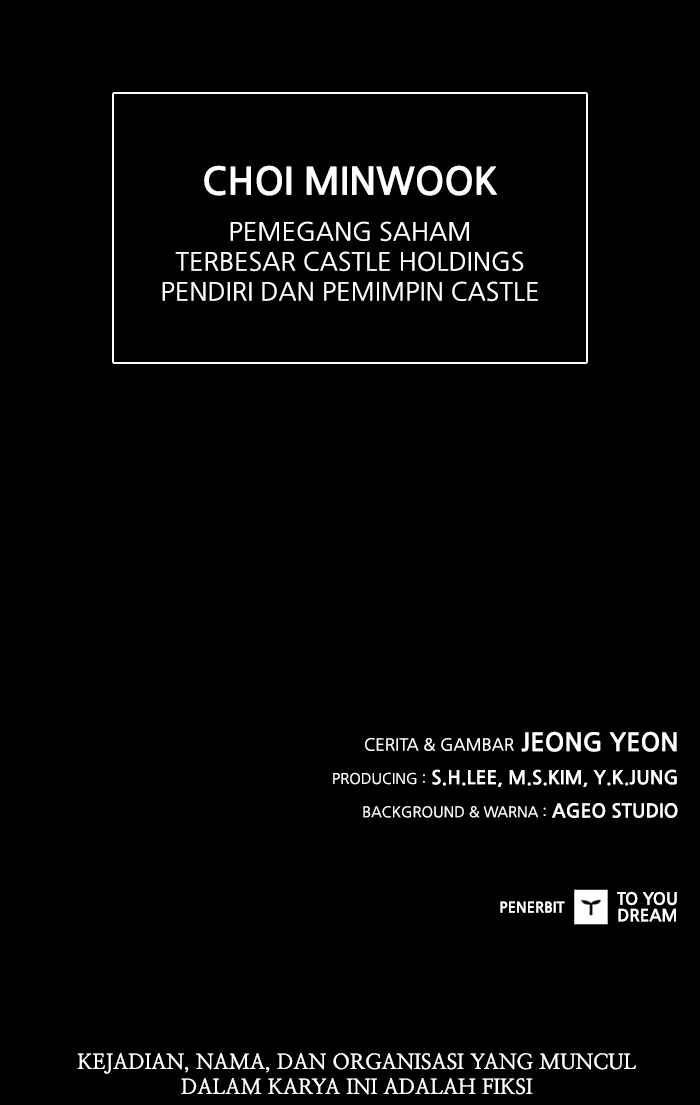 CHOI MINWOOK
PEMEGANG SAHAM
TERBESAR CASTLE HOLDINGS
PENDIRI DAN PEMIMPIN CASTLE
CERITA & GAMBAR JEONG YEON
PRODUCING : S.H.LEE, M.S.KIM, Y.K.JUNG
BACKGROUND & WARNA : AGEO STUDIO
PENERBIT TO YOU
DREAM
KEJADIAN, NAMA, DAN ORGANISASI YANG MUNCUL
DALAM KARYA INI ADALAH FIKSI